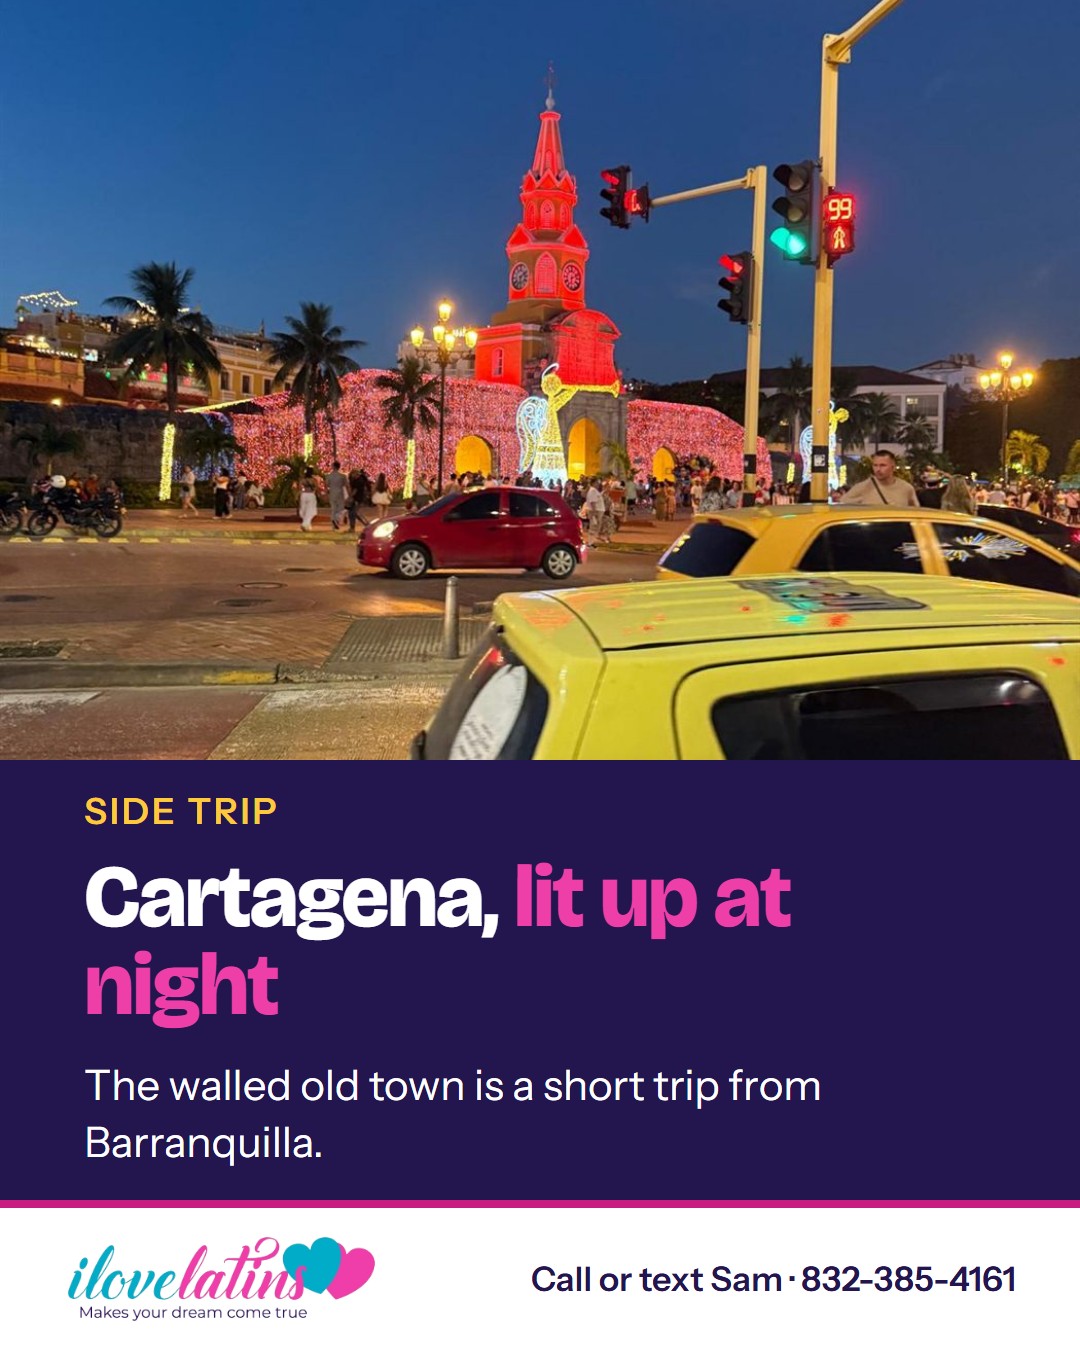 99
SIDE TRIP
Cartagena, lit up at
night
The walled old town is a short trip from
Barranquilla.
ilovelatins
Makes your dream come true
Call or text Sam · 832-385-4161